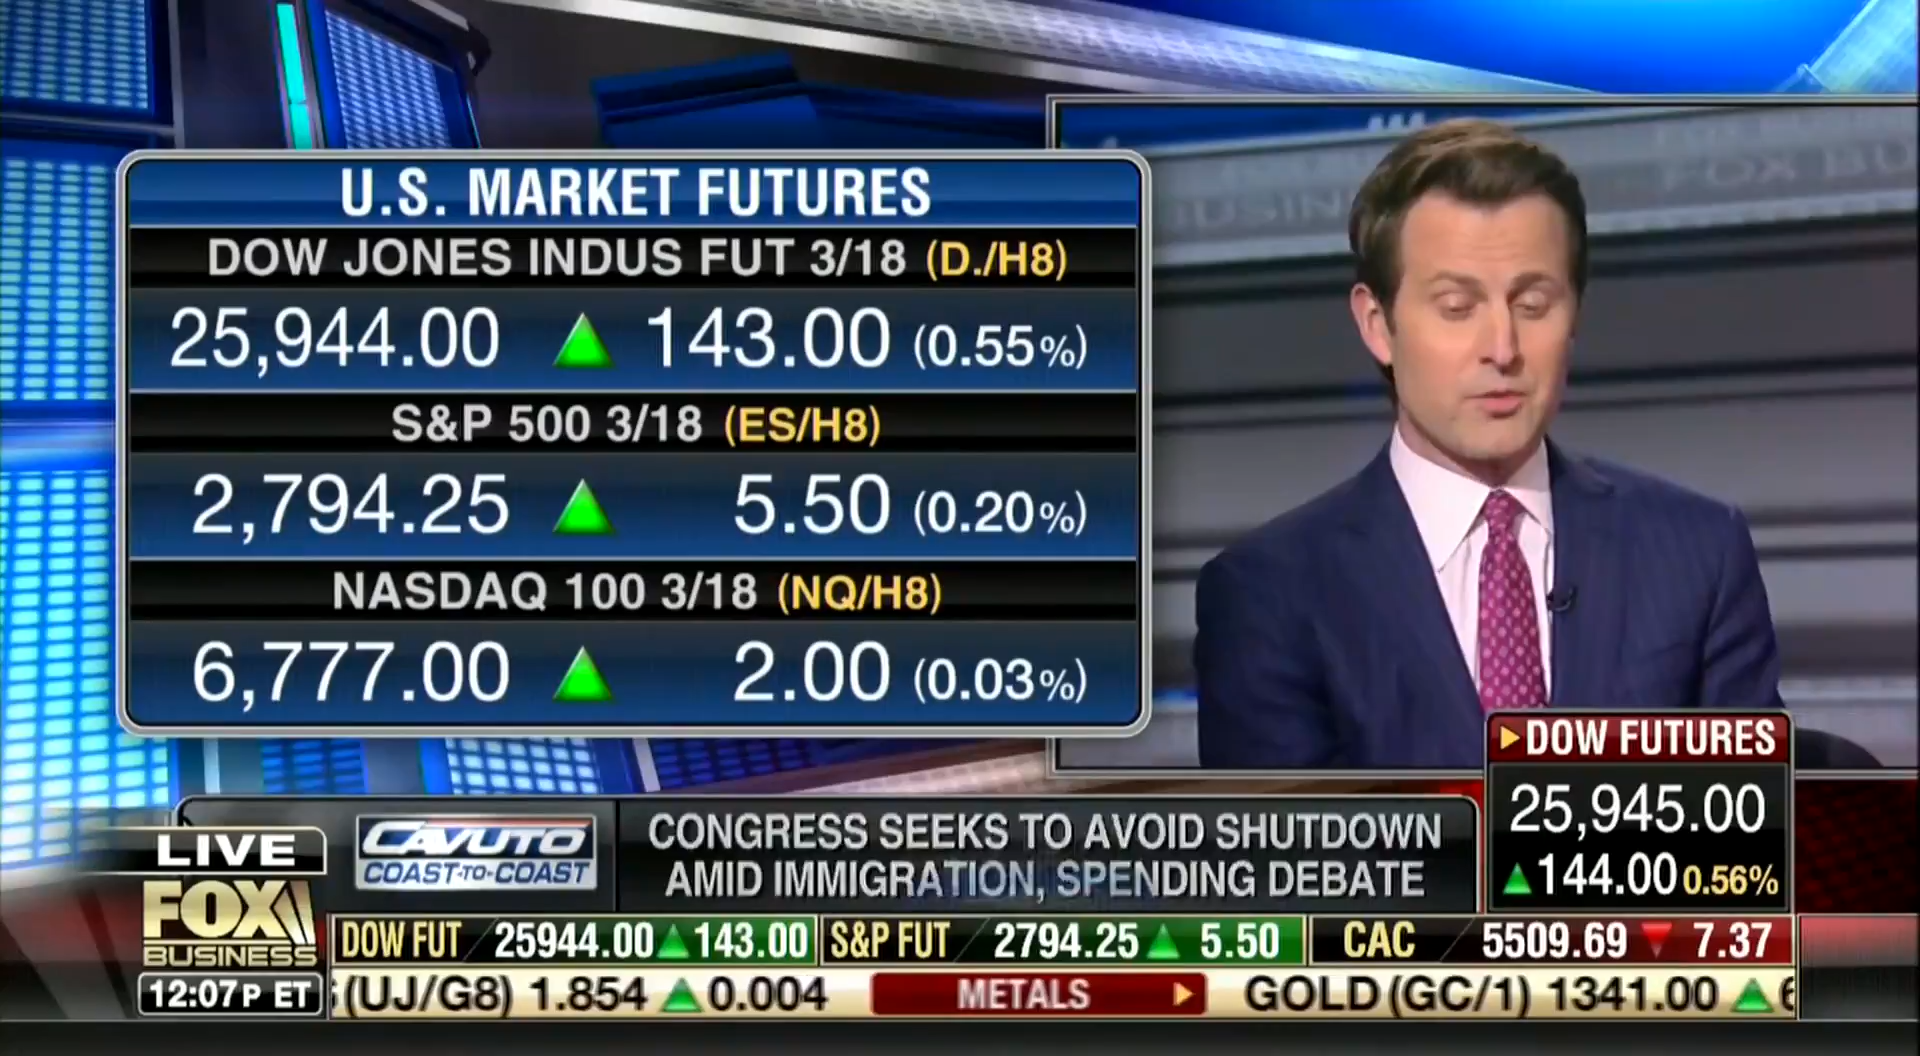 U.S. MARKET FUTURES
DOW JONES INDUS FUT 3/18 (D./H8)
25,944.00 ▲ 143.00 (0.55%)
S&P 500 3/18 (ES/H8)
2,794.25 ▲ 5.50 (0.20%)
NASDAQ 100 3/18 (NQ/H8)
6,777.00 ▲ 2.00 (0.03%)
FOX BU
DOW FUTURES
25,945.00
▲144.00 0.56%
LIVE
FOX
BUSINESS
12:07P ET
CAVUTO
COAST-TO-COAST
CONGRESS SEEKS TO AVOID SHUTDOWN
AMID IMMIGRATION, SPENDING DEBATE
DOW FUT 25944.00 ▲ 143.00 S&P FUT 2794.25 ▲ 5.50 CAC 5509.69 ▼ 7.37
(UJ/G8) 1.854 ▲ 0.004 METALS GOLD (GC/1) 1341.00 ▲